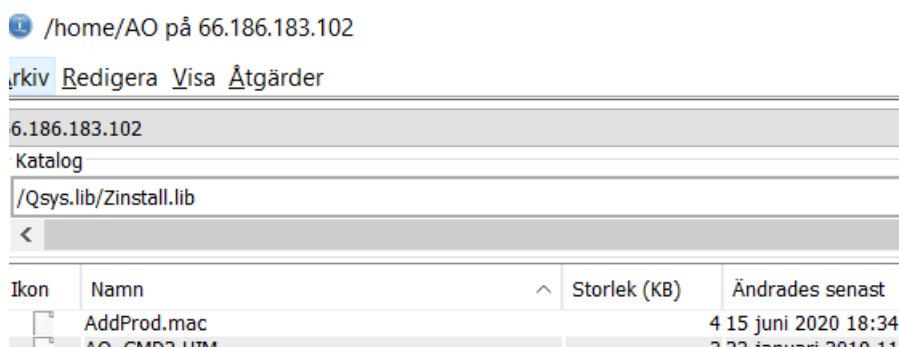 /home/AO på 66.186.183.102
Arkiv Redigera Visa Åtgärder
6.186.183.102
Katalog
/Qsys.lib/Zinstall.lib
Ikon Namn Storlek (KB) Ändrades senast
AddProd.mac 4 15 juni 2020 18:34